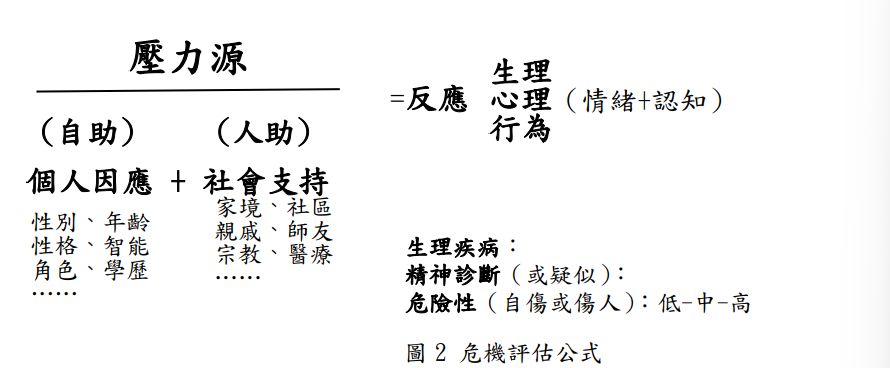 壓力源
（自助） （人助）
個人因應 + 社會支持
性別、年齡
性格、智能
角色、學歷
……
家境、社區
親戚、師友
宗教、醫療
……
生理
=反應 心理（情緒+認知）
行為
生理疾病：
精神診斷（或疑似）：
危險性（自傷或傷人）：低-中-高
圖 2 危機評估公式